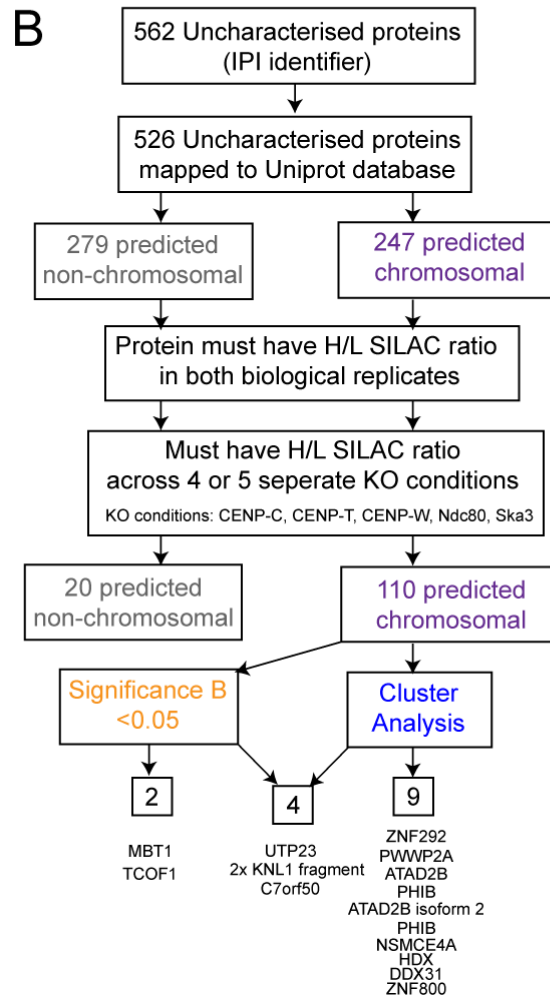 B
562 Uncharacterised proteins
(IPI identifier)
526 Uncharacterised proteins
mapped to Uniprot database
279 predicted
non-chromosomal
247 predicted
chromosomal
Protein must have H/L SILAC ratio
in both biological replicates
Must have H/L SILAC ratio
across 4 or 5 seperate KO conditions
KO conditions: CENP-C, CENP-T, CENP-W, Ndc80, Ska3
20 predicted
non-chromosomal
110 predicted
chromosomal
Significance B
<0.05
Cluster
Analysis
2
4
9
MBT1
TCOF1
UTP23
2x KNL1 fragment
C7orf50
ZNF292
PWWP2A
ATAD2B
PHIB
ATAD2B isoform 2
PHIB
NSMCE4A
HDX
DDX31
ZNF800